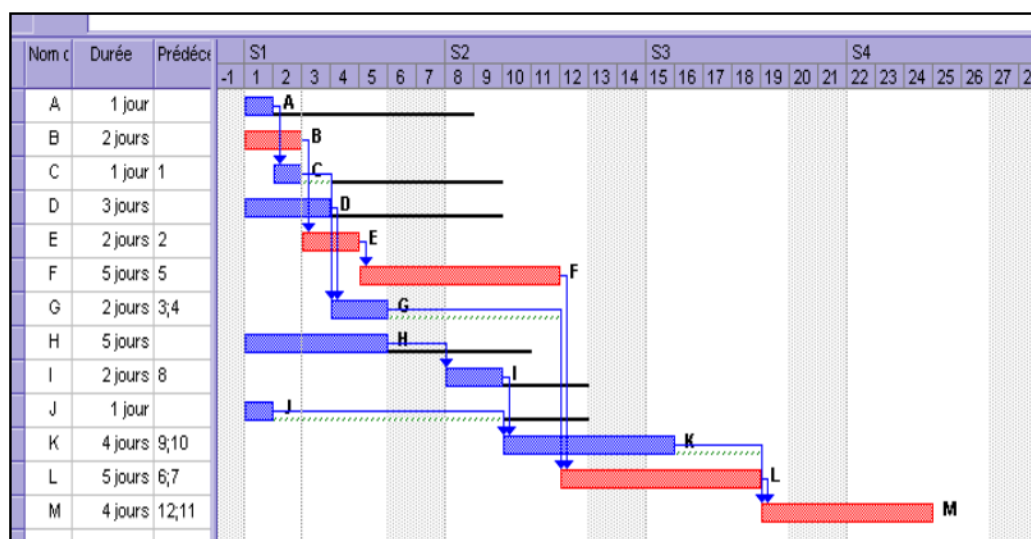 Nom c Durée Prédéce S1 S2 S3 S4
-1 1 2 3 4 5 6 7 8 9 10 11 12 13 14 15 16 17 18 19 20 21 22 23 24 25 26 27 2
A 1 jour A
B 2 jours B
C 1 jour 1 C
D 3 jours D
E 2 jours 2 E
F 5 jours 5 F
G 2 jours 3;4 G
H 5 jours H
I 2 jours 8 I
J 1 jour J
K 4 jours 9;10 K
L 5 jours 6;7 L
M 4 jours 12;11 M